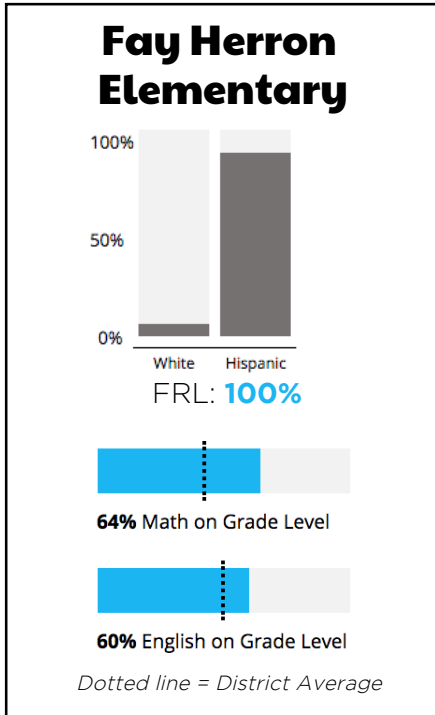 Fay Herron
Elementary
100%
50%
0%
White Hispanic
FRL: 100%
64% Math on Grade Level
60% English on Grade Level
Dotted line = District Average